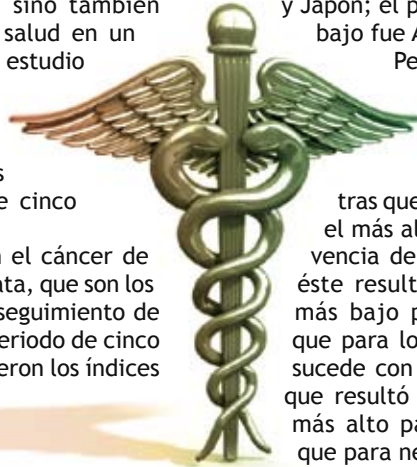 sino también
salud en un
estudio
s
e cinco
n el cáncer de
ata, que son los
seguimiento de
eriodo de cinco
eron los índices
y Japón; el p
bajo fue A
Pe
tras que
el más al
vencia de
éste result
más bajo p
que para lo
sucede con
que resultó
más alto pa
que para ne